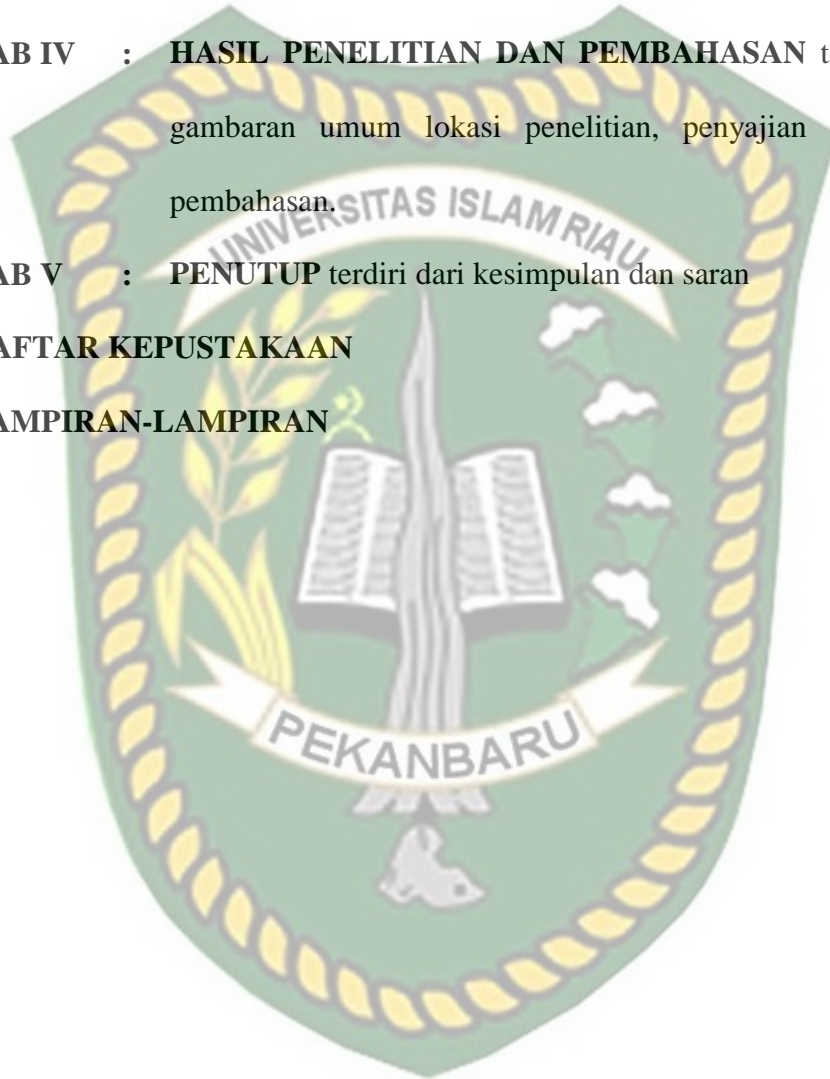 AB IV : HASIL PENELITIAN DAN PEMBAHASAN t
gambaran umum lokasi penelitian, penyajian
pembahasan.
UNIVERSITAS ISLAM RIAU
AB V : PENUTUP terdiri dari kesimpulan dan saran
AFTAR KEPUSTAKAAN
AMPIRAN-LAMPIRAN
PEKANBARU